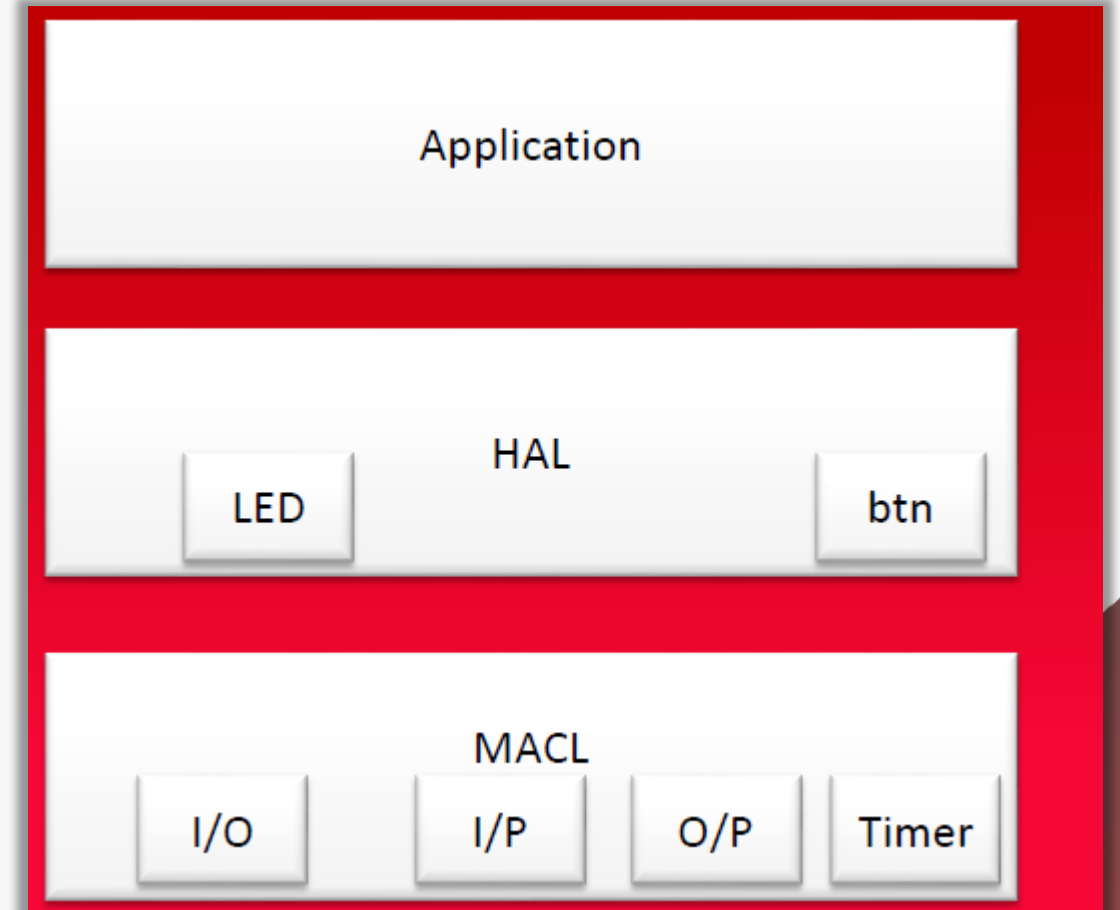 Application
HAL
LED
btn
MACL
I/O
I/P
O/P
Timer